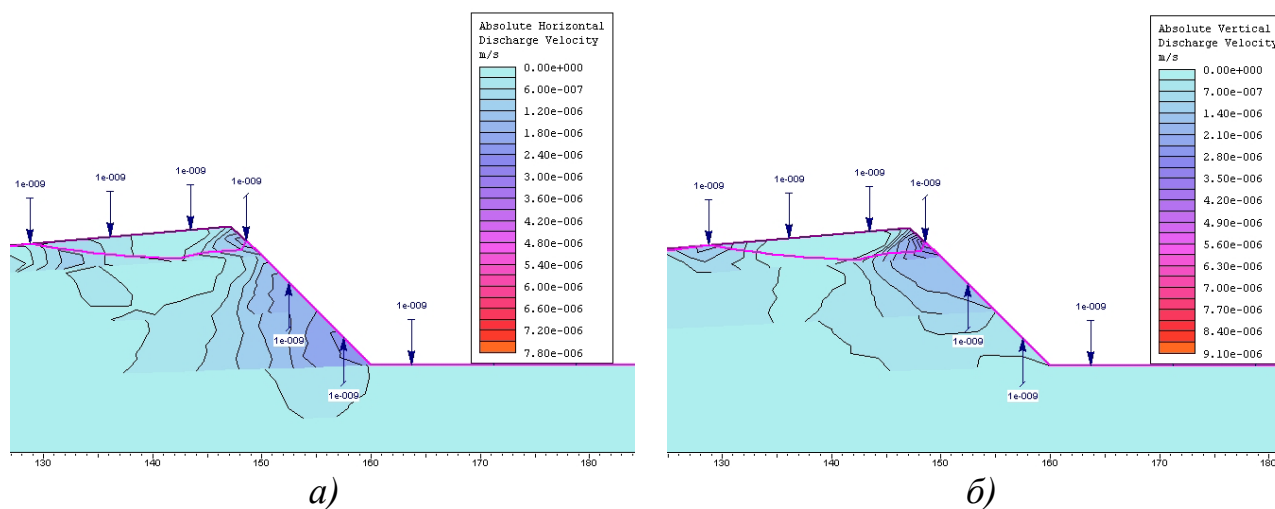 Absolute Horizontal
Discharge Velocity
m/s
0.00e+000
6.00e-007
1.20e-006
1.80e-006
2.40e-006
3.00e-006
3.60e-006
4.20e-006
4.80e-006
5.40e-006
6.00e-006
6.60e-006
7.20e-006
7.80e-006
1e-009
1e-009
1e-009
1e-009
1e-009
1e-009
1e-009
130
140
150
160
170
180
а)
Absolute Vertical
Discharge Velocity
m/s
0.00e+000
7.00e-007
1.40e-006
2.10e-006
2.80e-006
3.50e-006
4.20e-006
4.90e-006
5.60e-006
6.30e-006
7.00e-006
7.70e-006
8.40e-006
9.10e-006
1e-009
1e-009
1e-009
1e-009
1e-009
1e-009
1e-009
130
140
150
160
170
180
б)